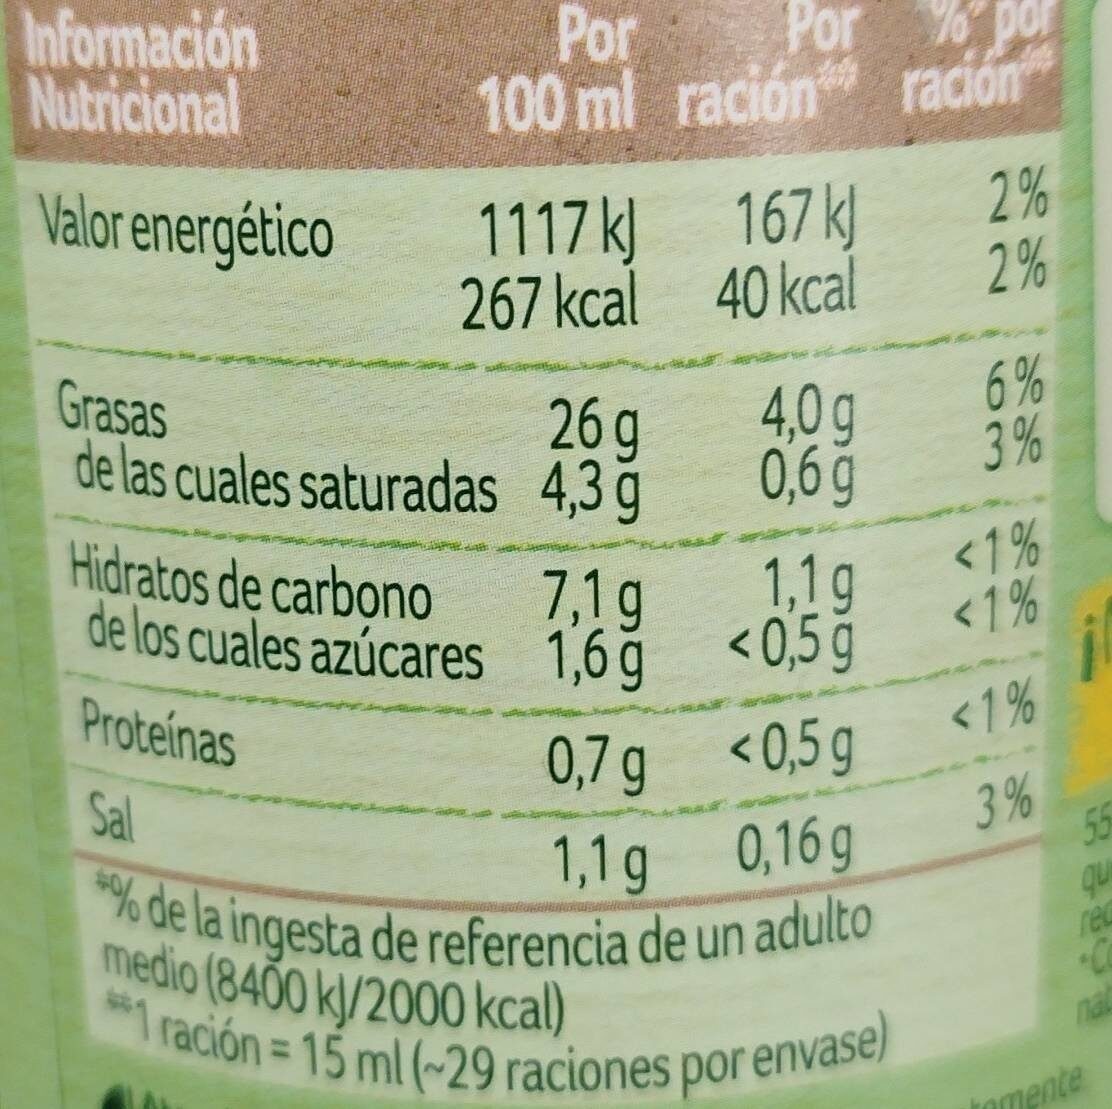 Información Nutricional Por 100 ml Por ración** %* por ración**
Valor energético 1117 kJ 167 kJ 2%
267 kcal 40 kcal 2%
Grasas 26 g 4,0 g 6%
de las cuales saturadas 4,3 g 0,6 g 3%
Hidratos de carbono 7,1 g 1,1 g <1%
de los cuales azúcares 1,6 g <0,5 g <1%
Proteínas 0,7 g <0,5 g <1%
Sal 1,1 g 0,16 g 3%
*% de la ingesta de referencia de un adulto
medio (8400 kJ/2000 kcal)
**1 ración = 15 ml (~29 raciones por envase)